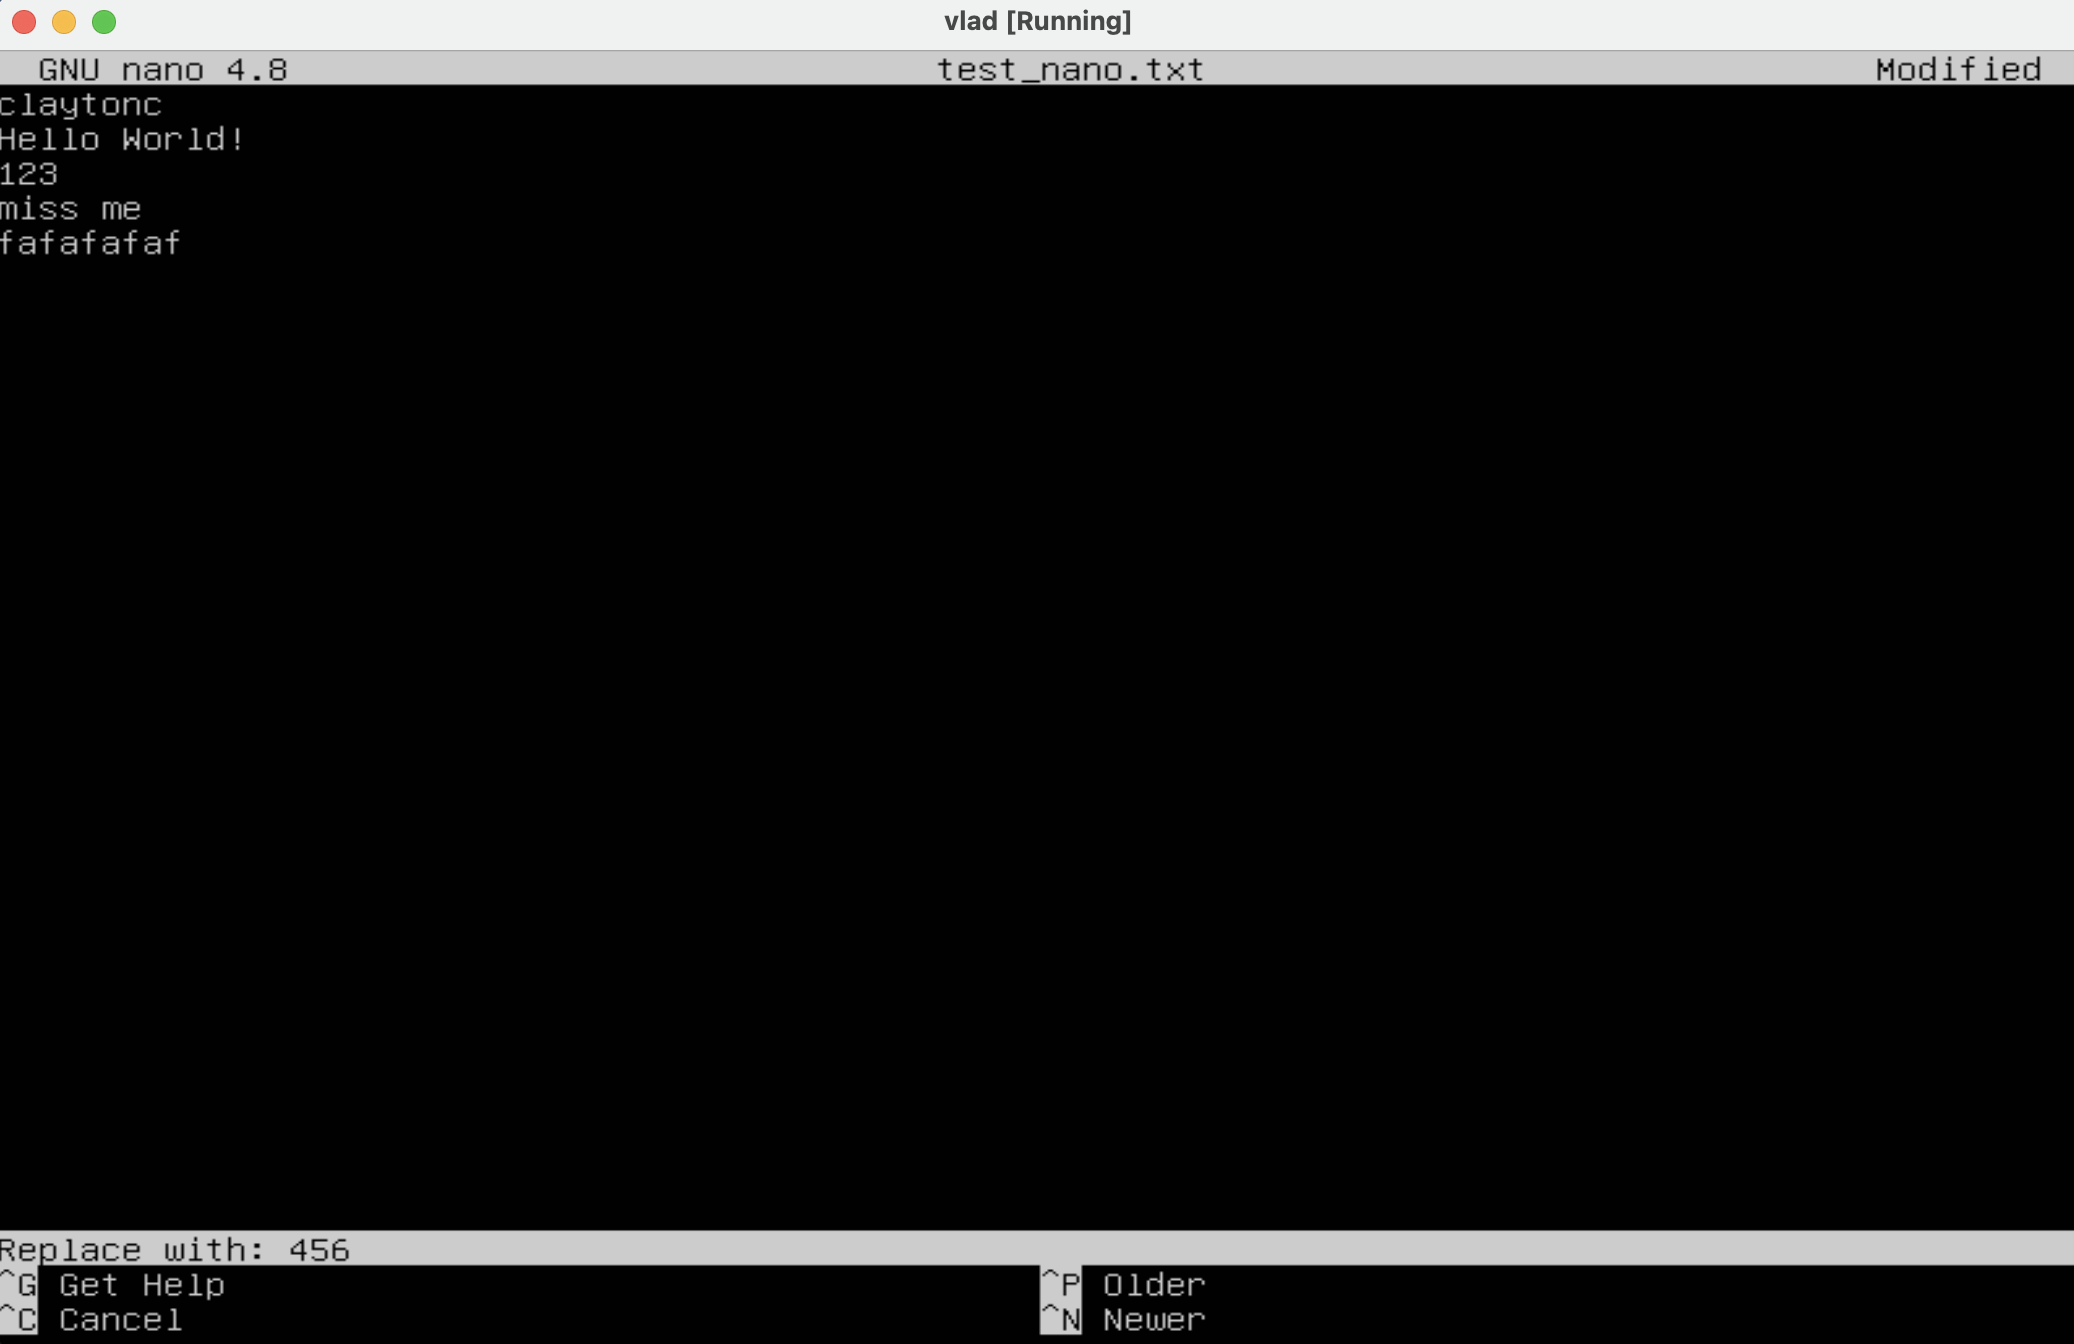 vlad [Running]
GNU nano 4.8 test_nano.txt Modified
claytonc
Hello World!
123
miss me
fafafafaf
Replace with: 456
^G Get Help ^P Older
^C Cancel ^N Newer